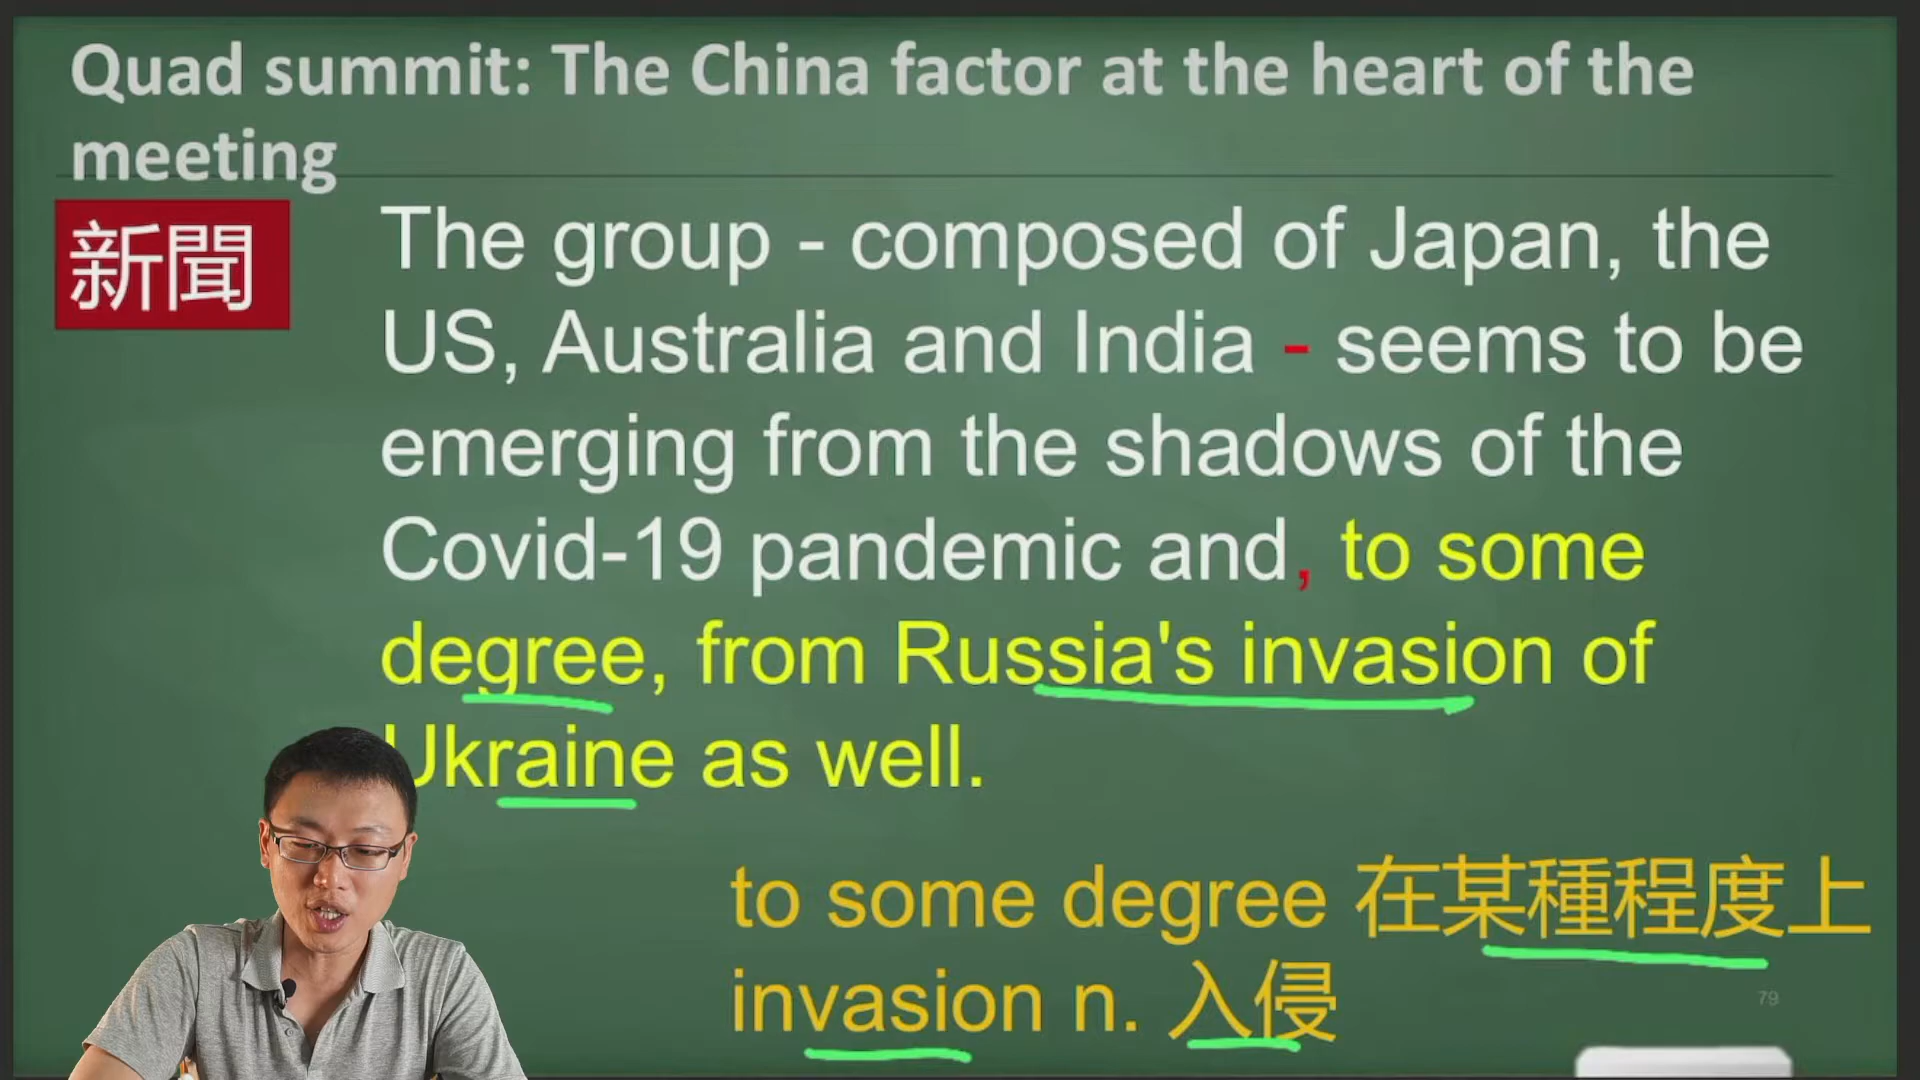 Quad summit: The China factor at the heart of the
meeting
新聞
The group - composed of Japan, the
US, Australia and India - seems to be
emerging from the shadows of the
Covid-19 pandemic and, to some
degree, from Russia's invasion of
Ukraine as well.
to some degree 在某種程度上
invasion n. 入侵
79